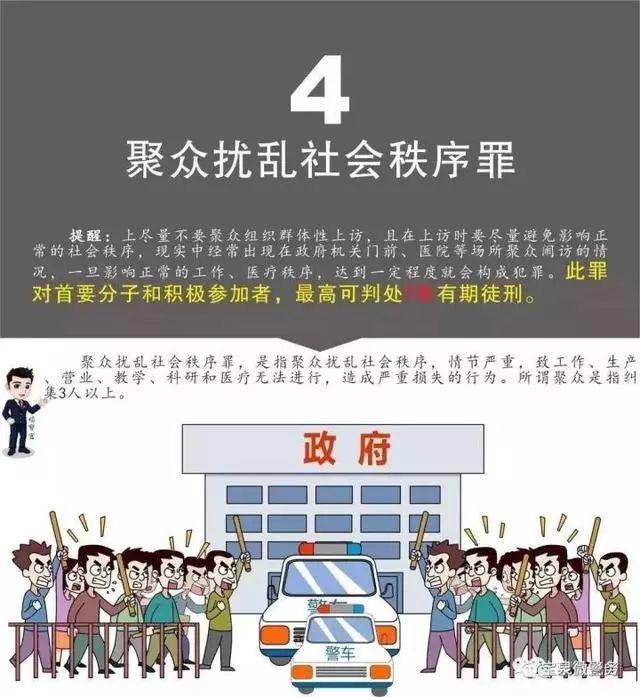 4
聚众扰乱社会秩序罪
提醒：上尽量不要聚众组织群体性上访，且在上访时要尽量避免影响正
常的社会秩序，现实中经常出现在政府机关门前、医院等场所聚众闹访的情
况，一旦影响正常的工作、医疗秩序，达到一定程度就会构成犯罪。此罪
对首要分子和积极参加者，最高可判处7年有期徒刑。
聚众扰乱社会秩序罪，是指聚众扰乱社会秩序，情节严重，致工作、生产
、营业、教学、科研和医疗无法进行，造成严重损失的行为。所谓聚众是指纠
集3人以上。
政府
警车
警车
宝泉微警务